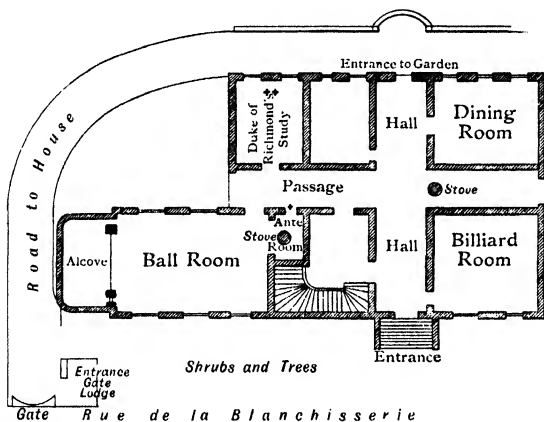 Entrance to Garden
Duke of
Richmond's
Study
Hall
Dining
Room
Road to House
Passage
Stove
Ante
Room
Stove
Alcove
Ball Room
Hall
Billiard
Room
Entrance
Shrubs and Trees
Entrance
Gate
Lodge
Gate
Rue de la Blanchisserie